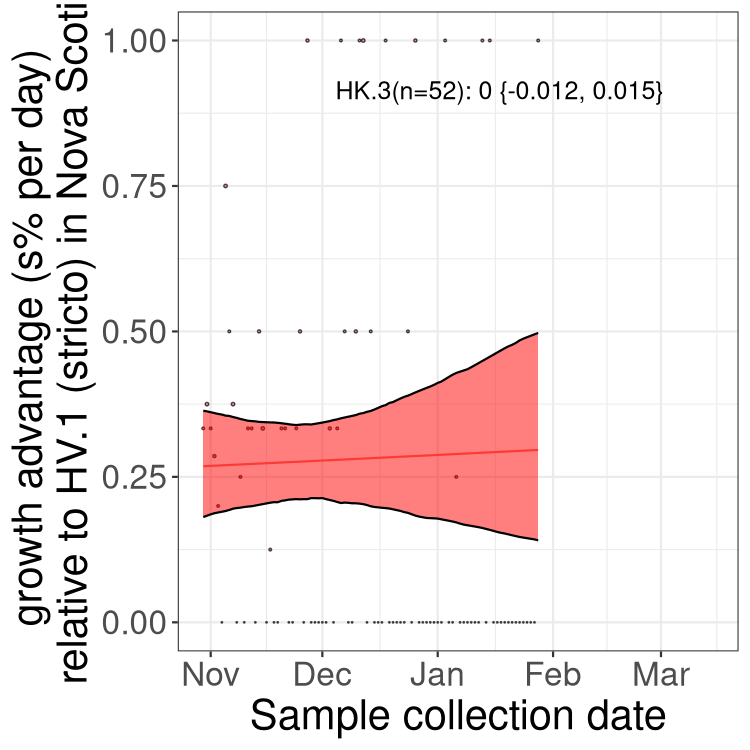 growth advantage (s% per day)
relative to HV.1 (stricto) in Nova Scoti
1.00
0.75
0.50
0.25
0.00
HK.3(n=52): 0 {-0.012, 0.015}
Nov Dec Jan Feb Mar
Sample collection date